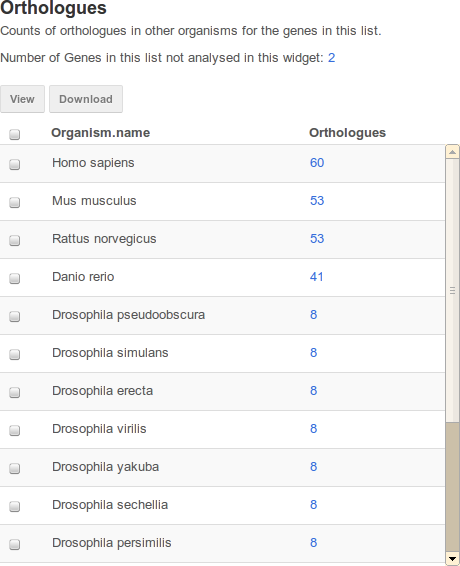 Orthologues
Counts of orthologues in other organisms for the genes in this list.
Number of Genes in this list not analysed in this widget: 2
View Download
Organism.name Orthologues
Homo sapiens 60
Mus musculus 53
Rattus norvegicus 53
Danio rerio 41
Drosophila pseudoobscura 8
Drosophila simulans 8
Drosophila erecta 8
Drosophila virilis 8
Drosophila yakuba 8
Drosophila sechellia 8
Drosophila persimilis 8